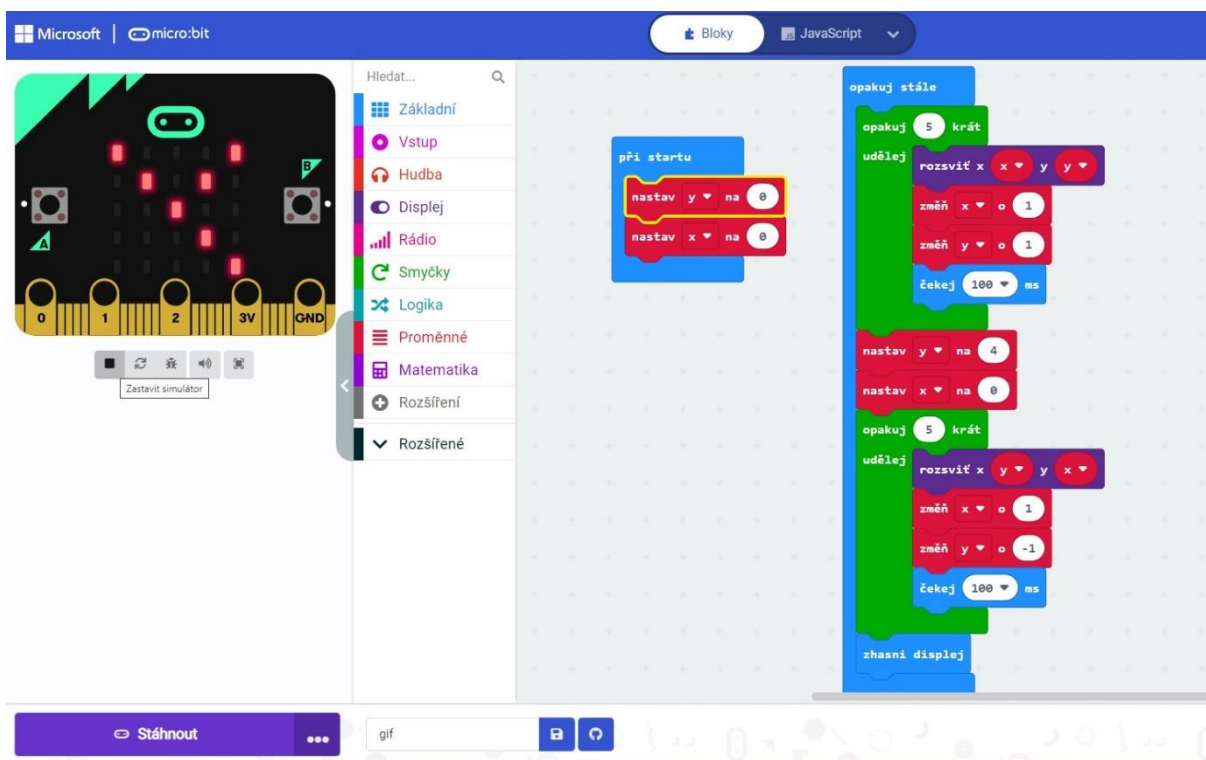 Microsoft | micro:bit
Bloky
JavaScript
B
A
0 1 2 3V GND
Zastavit simulátor
Hledat...
Základní
Vstup
Hudba
Displej
Rádio
Smyčky
Logika
Proměnné
Matematika
Rozšíření
Rozšířené
při startu
nastav y na 0
nastav x na 0
opakuj stále
opakuj 5 krát
udělej
rozsviť x x y y
změň x o 1
změň y o 1
čekej 100 ms
nastav y na 4
nastav x na 0
opakuj 5 krát
udělej
rozsviť x y y x
změň x o 1
změň y o -1
čekej 100 ms
zhasni displej
Stáhnout
gif